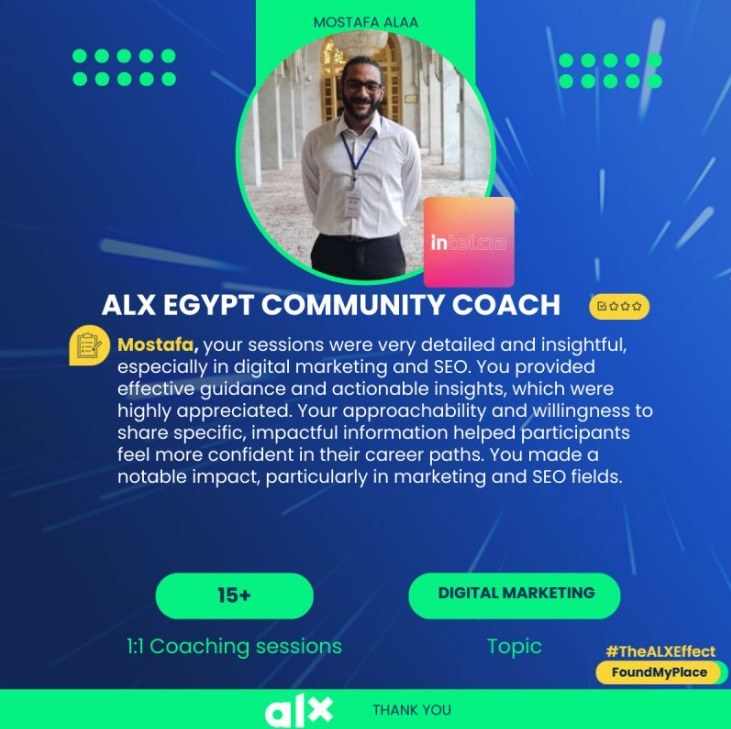 MOSTAFA ALAA
intelcia
ALX EGYPT COMMUNITY COACH
Mostafa, your sessions were very detailed and insightful,
especially in digital marketing and SEO. You provided
effective guidance and actionable insights, which were
highly appreciated. Your approachability and willingness to
share specific, impactful information helped participants
feel more confident in their career paths. You made a
notable impact, particularly in marketing and SEO fields.
15+
DIGITAL MARKETING
1:1 Coaching sessions
Topic
#TheALXEffect
FoundMyPlace
alx
THANK YOU